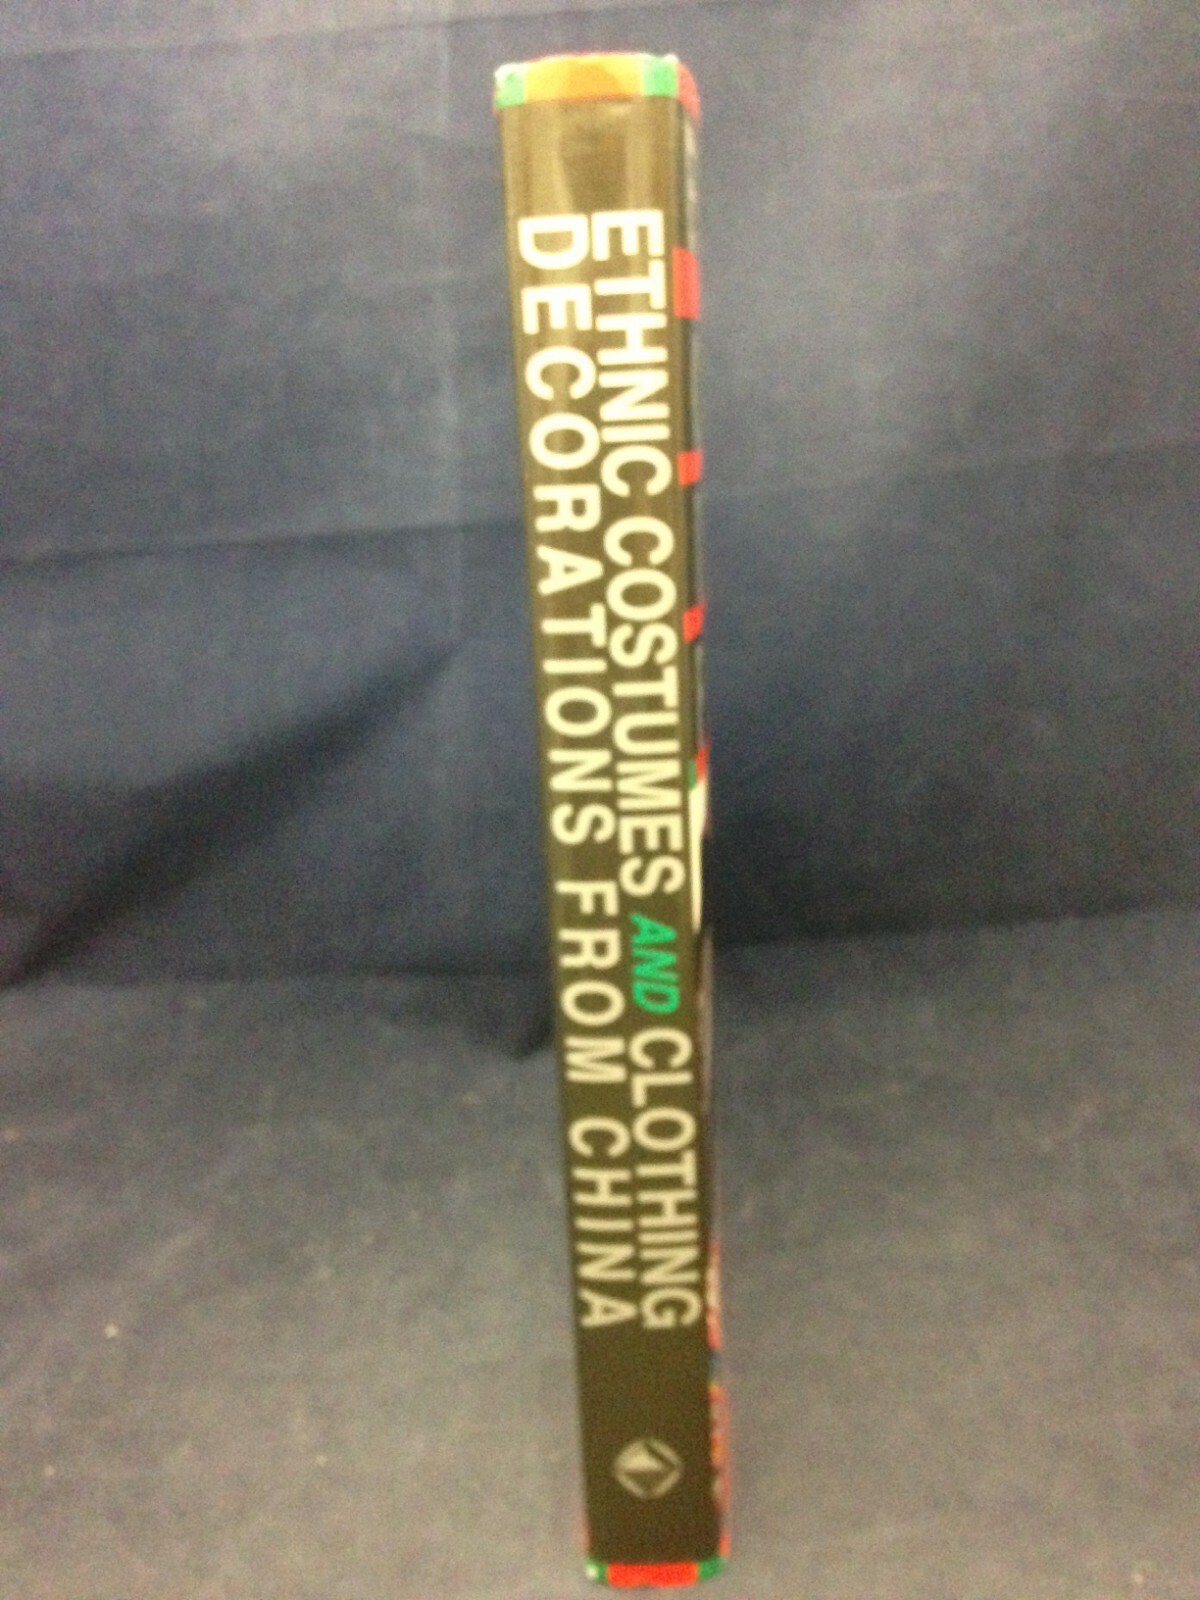 ETHNIC COSTUMES AND CLOTHING
DECORATIONS FROM CHINA